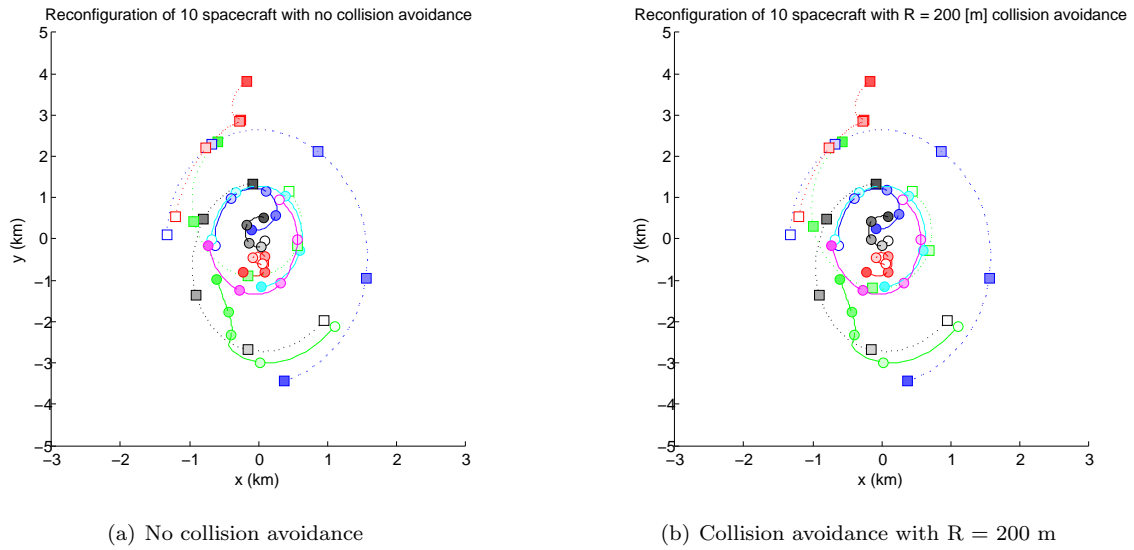 Reconfiguration of 10 spacecraft with no collision avoidance
5
4
3
2
1
0
−1
−2
−3
−4
−5
y (km)
−3 −2 −1 0 1 2 3
x (km)
(a) No collision avoidance
Reconfiguration of 10 spacecraft with R = 200 [m] collision avoidance
5
4
3
2
1
0
−1
−2
−3
−4
−5
y (km)
−3 −2 −1 0 1 2 3
x (km)
(b) Collision avoidance with R = 200 m